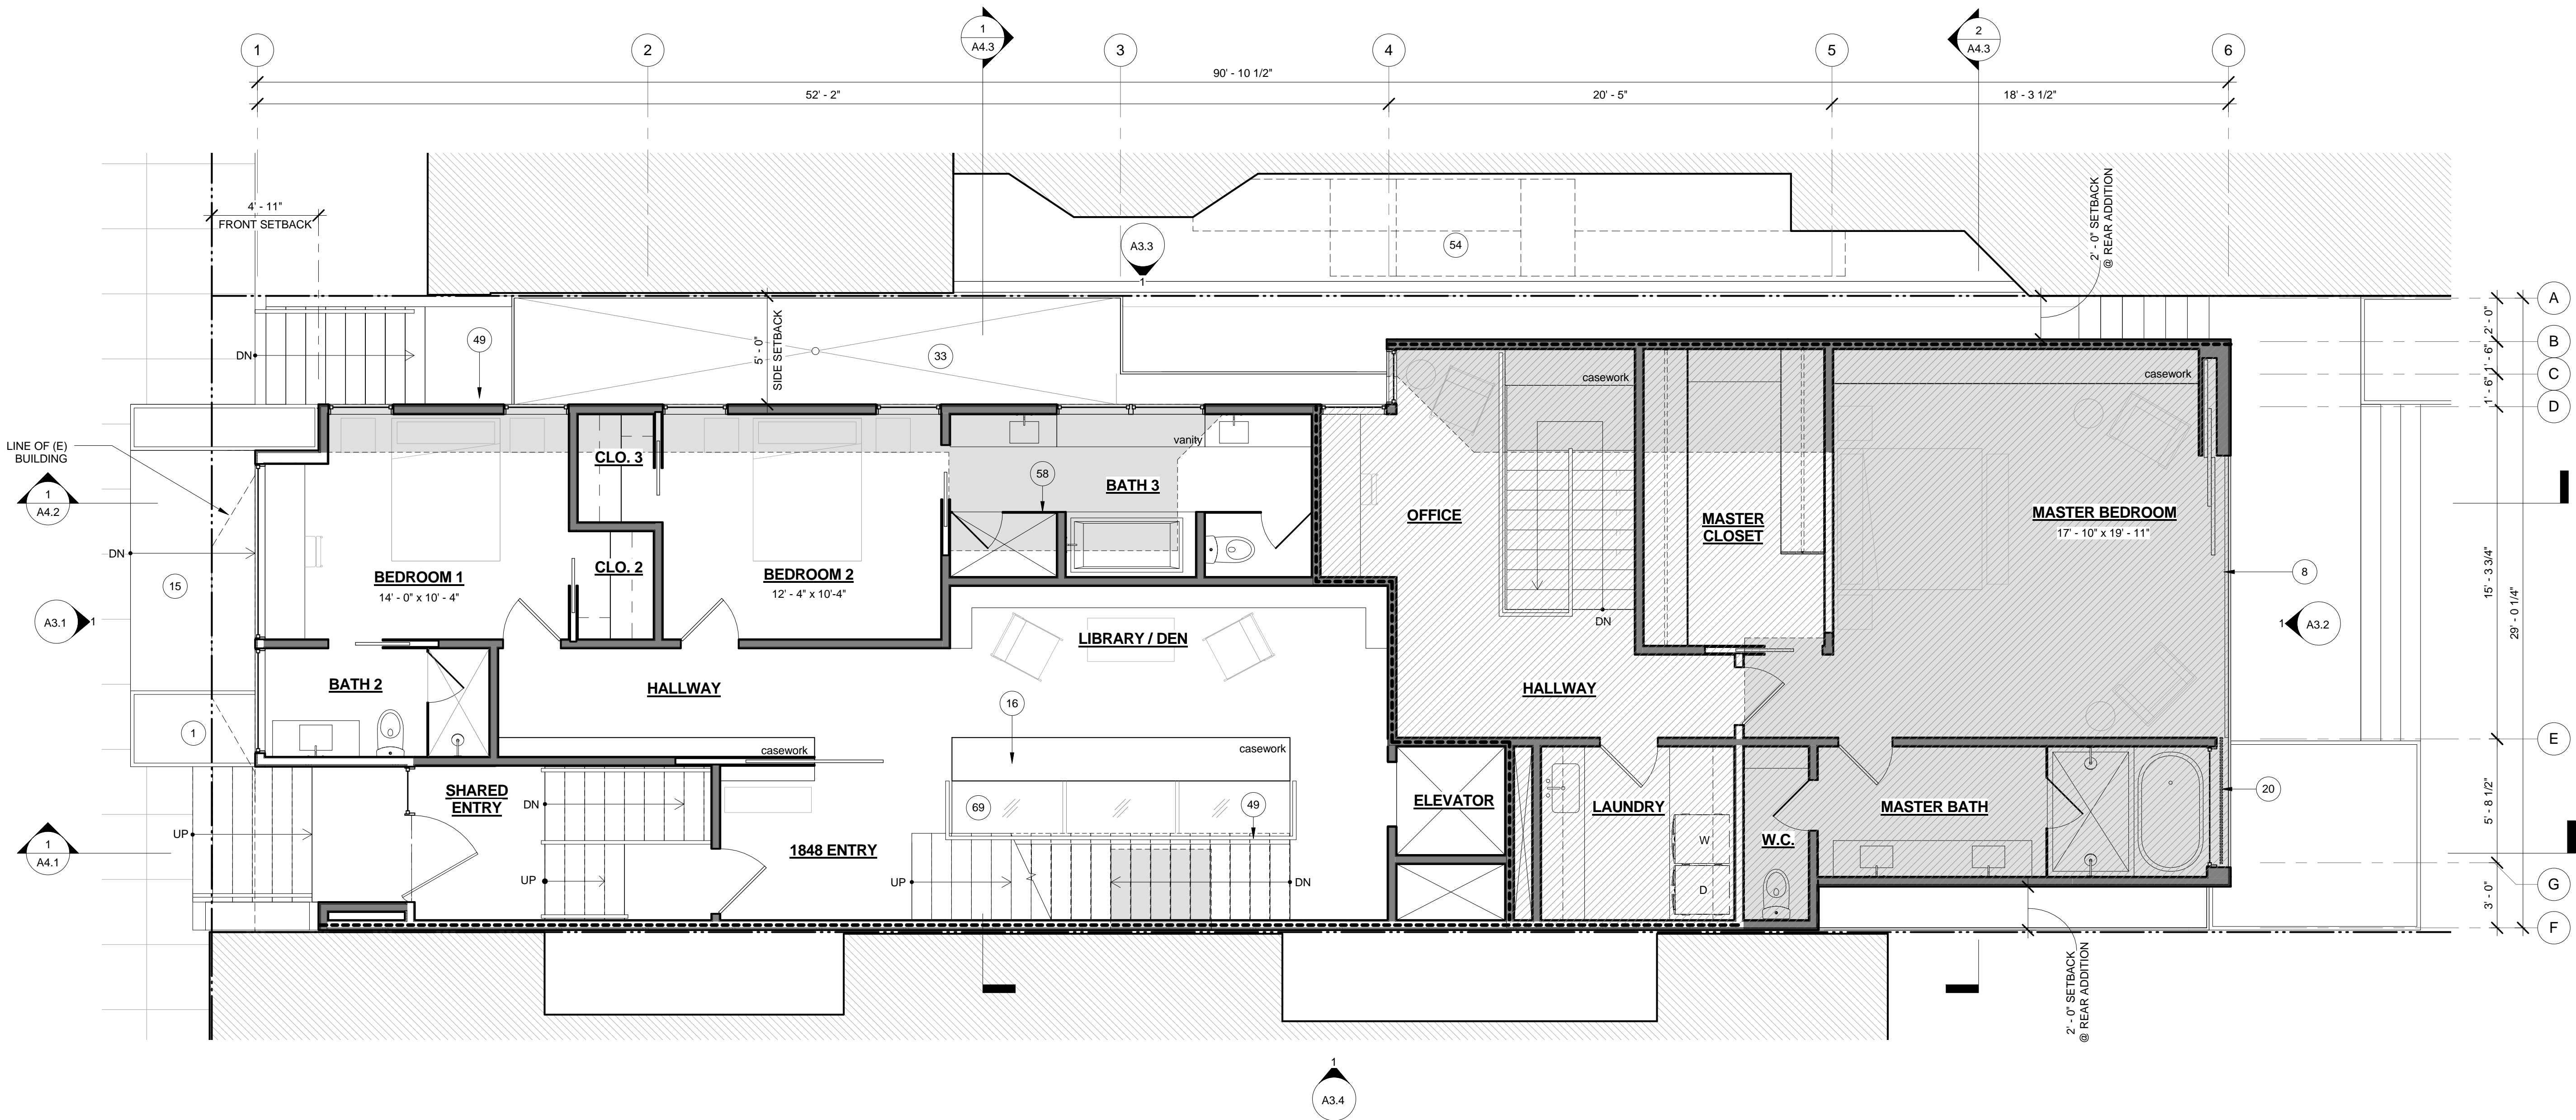 1
2
1
A4.3
3
4
5
2
A4.3
6
90' - 10 1/2"
52' - 2"
20' - 5"
18' - 3 1/2"
4' - 11"
FRONT SETBACK
A3.3
1
54
2' - 0" SETBACK
@ REAR ADDITION
A
B
C
D
E
G
F
2' - 0"
1' - 6"
1' - 6"
15' - 3 3/4"
29' - 0 1/4"
5' - 8 1/2"
3' - 0"
DN
49
5' - 0"
SIDE SETBACK
33
casework
casework
LINE OF (E)
BUILDING
1
A4.2
CLO. 3
vanity
58
BATH 3
OFFICE
MASTER
CLOSET
MASTER BEDROOM
17' - 10" x 19' - 11"
DN
15
BEDROOM 1
14' - 0" x 10' - 4"
CLO. 2
BEDROOM 2
12' - 4" x 10'-4"
8
A3.1
1
DN
1
A3.2
LIBRARY / DEN
BATH 2
HALLWAY
HALLWAY
16
1
casework
casework
SHARED
ENTRY
DN
69
49
ELEVATOR
LAUNDRY
MASTER BATH
20
UP
1
A4.1
1848 ENTRY
W
W.C.
UP
UP
DN
D
2' - 0" SETBACK
@ REAR ADDITION
1
A3.4